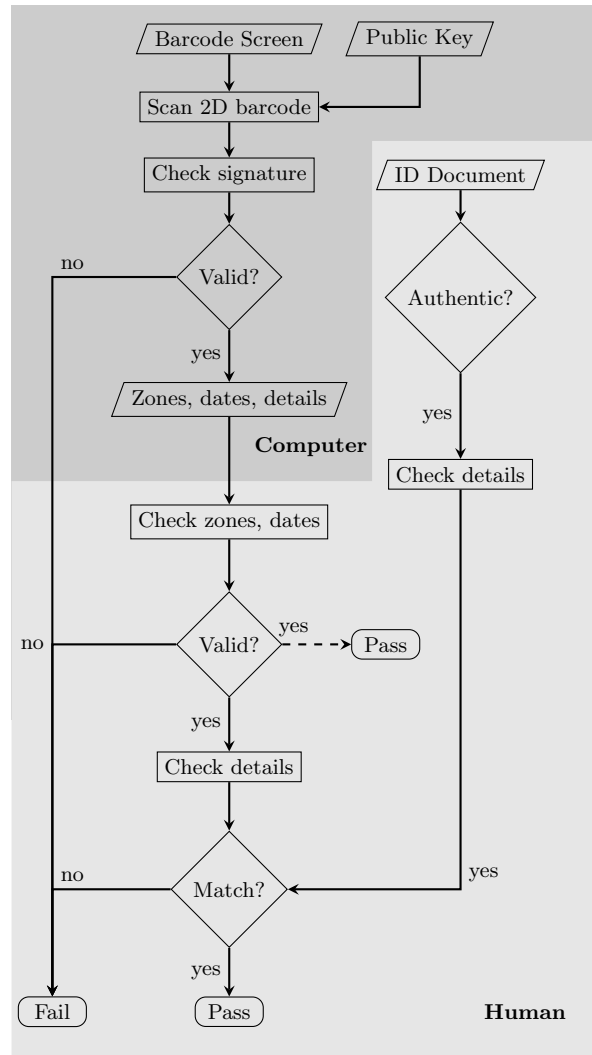 Barcode Screen
Public Key
Scan 2D barcode
Check signature
ID Document
no
Valid?
Authentic?
yes
Zones, dates, details
yes
Computer
Check details
Check zones, dates
no
Valid?
yes
Pass
yes
Check details
no
Match?
yes
yes
Fail
Pass
Human